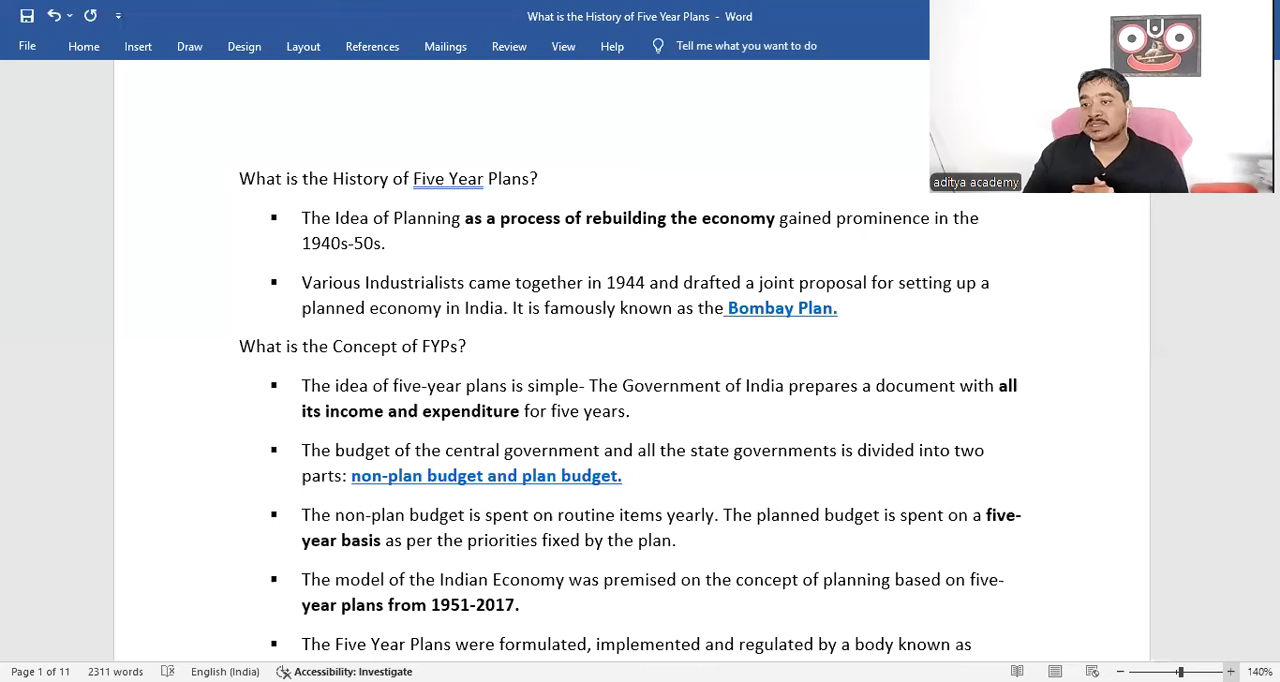 What is the History of Five Year Plans - Word
File Home Insert Draw Design Layout References Mailings Review View Help Tell me what you want to do
aditya academy
What is the History of Five Year Plans?
▪ The Idea of Planning as a process of rebuilding the economy gained prominence in the
1940s-50s.
▪ Various Industrialists came together in 1944 and drafted a joint proposal for setting up a
planned economy in India. It is famously known as the Bombay Plan.
What is the Concept of FYPs?
▪ The idea of five-year plans is simple- The Government of India prepares a document with all
its income and expenditure for five years.
▪ The budget of the central government and all the state governments is divided into two
parts: non-plan budget and plan budget.
▪ The non-plan budget is spent on routine items yearly. The planned budget is spent on a five-
year basis as per the priorities fixed by the plan.
▪ The model of the Indian Economy was premised on the concept of planning based on five-
year plans from 1951-2017.
▪ The Five Year Plans were formulated, implemented and regulated by a body known as
Page 1 of 11 2311 words English (India) Accessibility: Investigate 140%